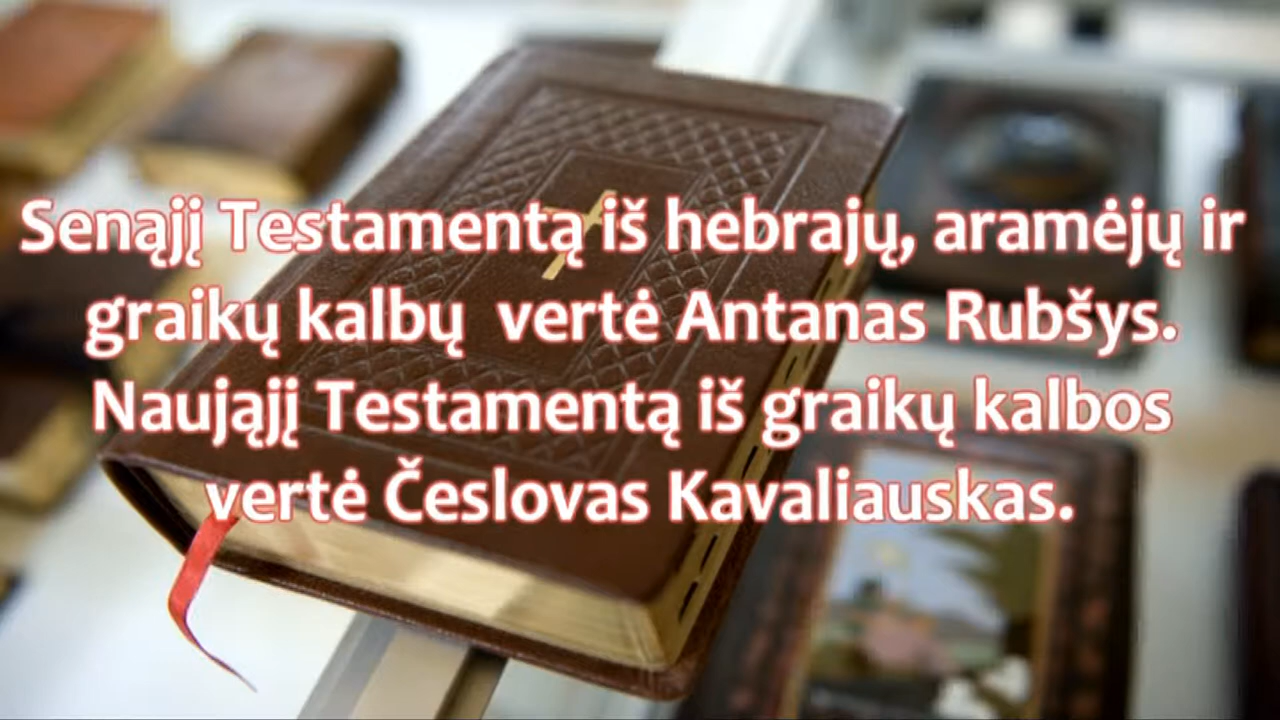 Senąjį Testamentą iš hebrajų, aramėjų ir
graikų kalbų vertė Antanas Rubšys.
Naująjį Testamentą iš graikų kalbos
vertė Česlovas Kavaliauskas.